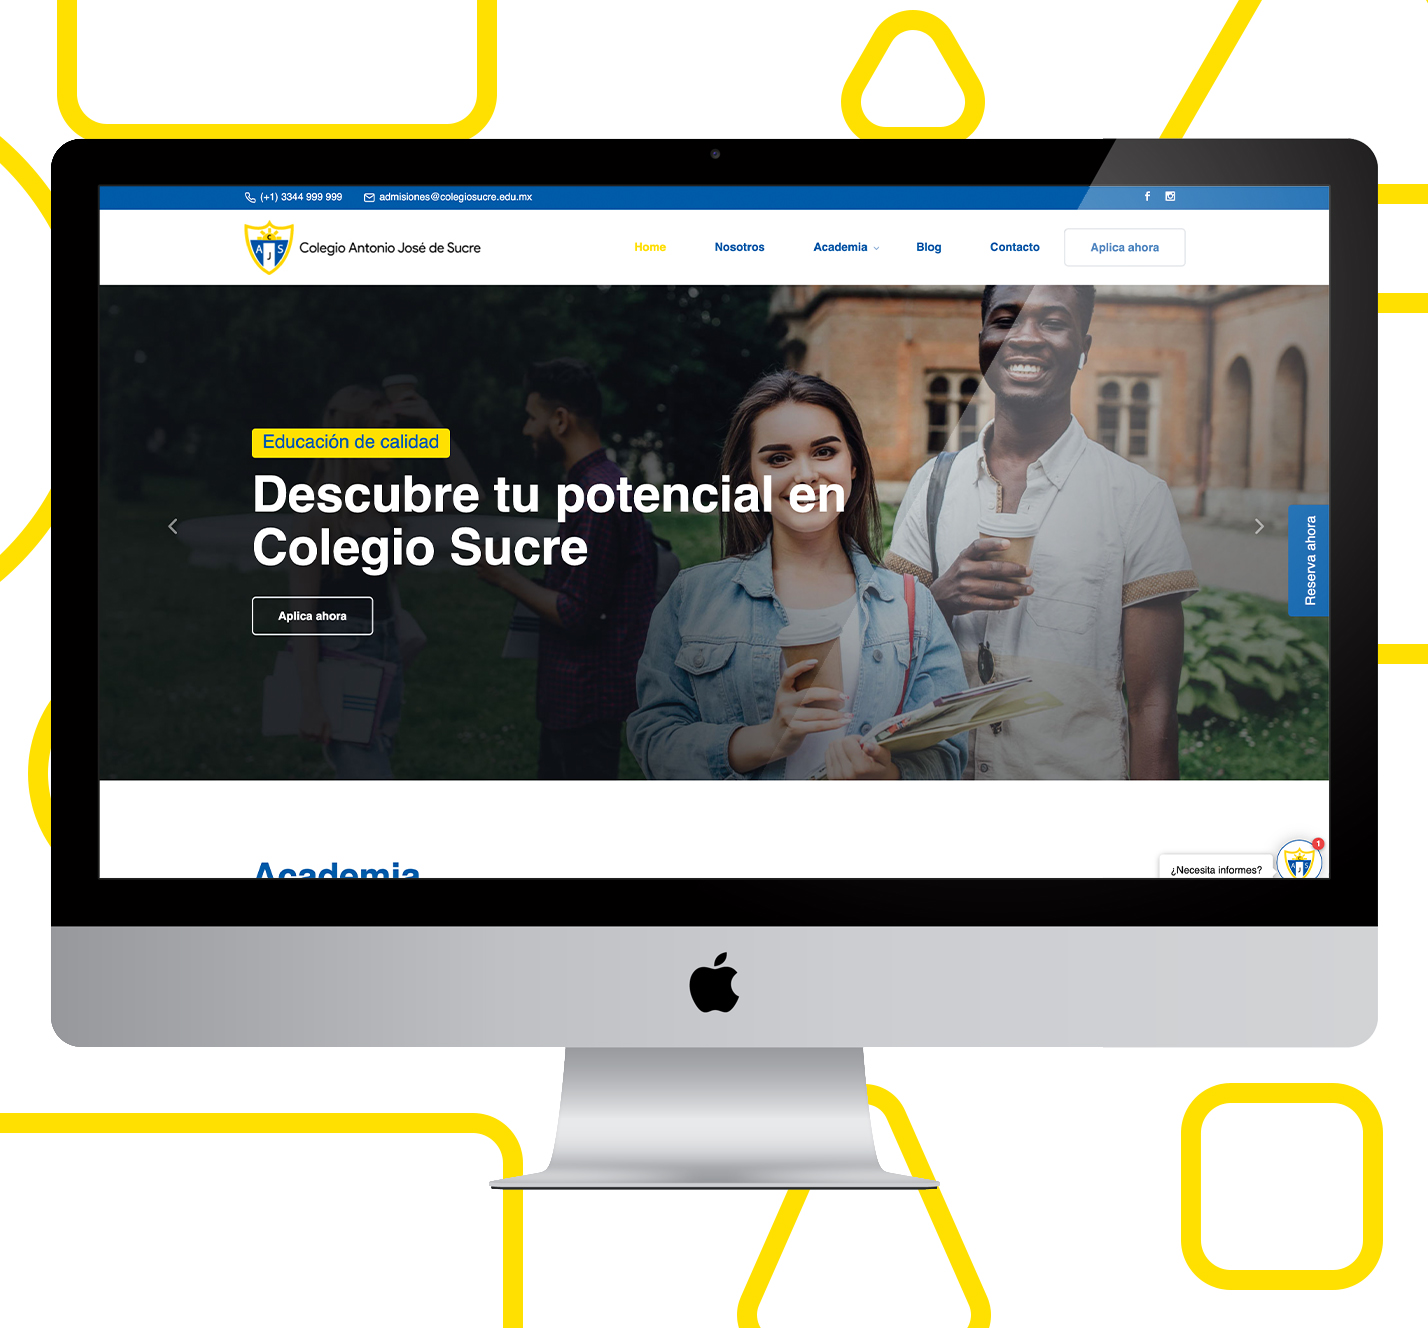 (+1) 3344 999 999
admisiones@colegiosucre.edu.mx
C
A S
J
Colegio Antonio José de Sucre
Home
Nosotros
Academia
Blog
Contacto
Aplica ahora
Educación de calidad
Descubre tu potencial en
Colegio Sucre
Aplica ahora
Reserva ahora
Academia
¿Necesita informes?
1
C
A S
J